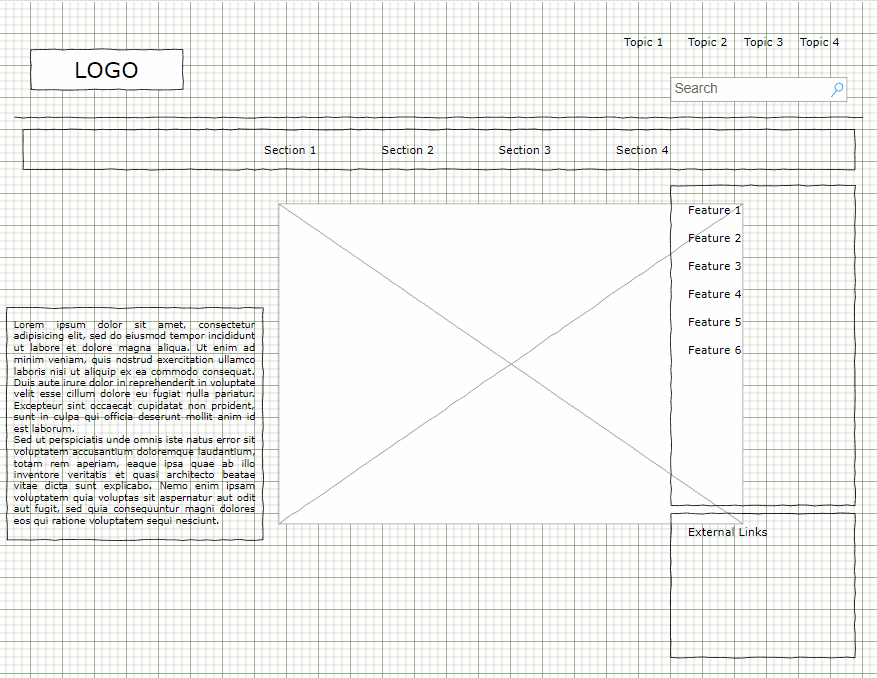 Topic 1 Topic 2 Topic 3 Topic 4
LOGO
Search
Section 1 Section 2 Section 3 Section 4
Feature 1
Feature 2
Feature 3
Feature 4
Feature 5
Feature 6
Lorem ipsum dolor sit amet, consectetur
adipisicing elit, sed do eiusmod tempor incididunt
ut labore et dolore magna aliqua. Ut enim ad
minim veniam, quis nostrud exercitation ullamco
laboris nisi ut aliquip ex ea commodo consequat.
Duis aute irure dolor in reprehenderit in voluptate
velit esse cillum dolore eu fugiat nulla pariatur.
Excepteur sint occaecat cupidatat non proident,
sunt in culpa qui officia deserunt mollit anim id
est laborum.
Sed ut perspiciatis unde omnis iste natus error sit
voluptatem accusantium doloremque laudantium,
totam rem aperiam, eaque ipsa quae ab illo
inventore veritatis et quasi architecto beatae
vitae dicta sunt explicabo. Nemo enim ipsam
voluptatem quia voluptas sit aspernatur aut odit
aut fugit, sed quia consequuntur magni dolores
eos qui ratione voluptatem sequi nesciunt.
External Links